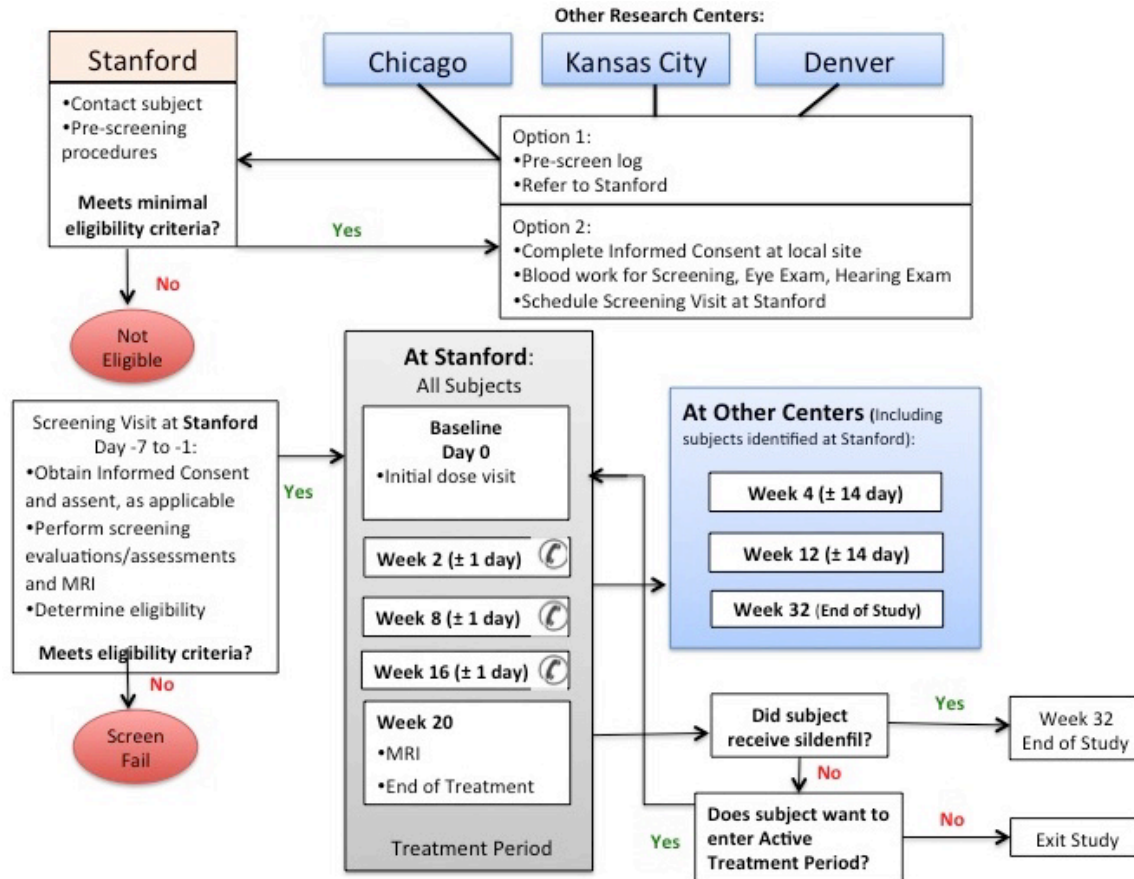 Other Research Centers:
Stanford
Chicago
Kansas City
Denver
•Contact subject
•Pre-screening
procedures
Meets minimal
eligibility criteria?
Option 1:
•Pre-screen log
•Refer to Stanford
Yes
Option 2:
•Complete Informed Consent at local site
•Blood work for Screening, Eye Exam, Hearing Exam
•Schedule Screening Visit at Stanford
No
Not
Eligible
Screening Visit at Stanford
Day -7 to -1:
•Obtain Informed Consent
and assent, as applicable
•Perform screening
evaluations/assessments
and MRI
•Determine eligibility
Meets eligibility criteria?
Yes
No
Screen
Fail
At Stanford:
All Subjects
Baseline
Day 0
•Initial dose visit
Week 2 (± 1 day)
Week 8 (± 1 day)
Week 16 (± 1 day)
Week 20
•MRI
•End of Treatment
Treatment Period
At Other Centers (Including
subjects identified at Stanford):
Week 4 (± 14 day)
Week 12 (± 14 day)
Week 32 (End of Study)
Did subject
receive sildenfil?
Yes
Week 32
End of Study
No
Does subject want to
enter Active
Treatment Period?
Yes
No
Exit Study